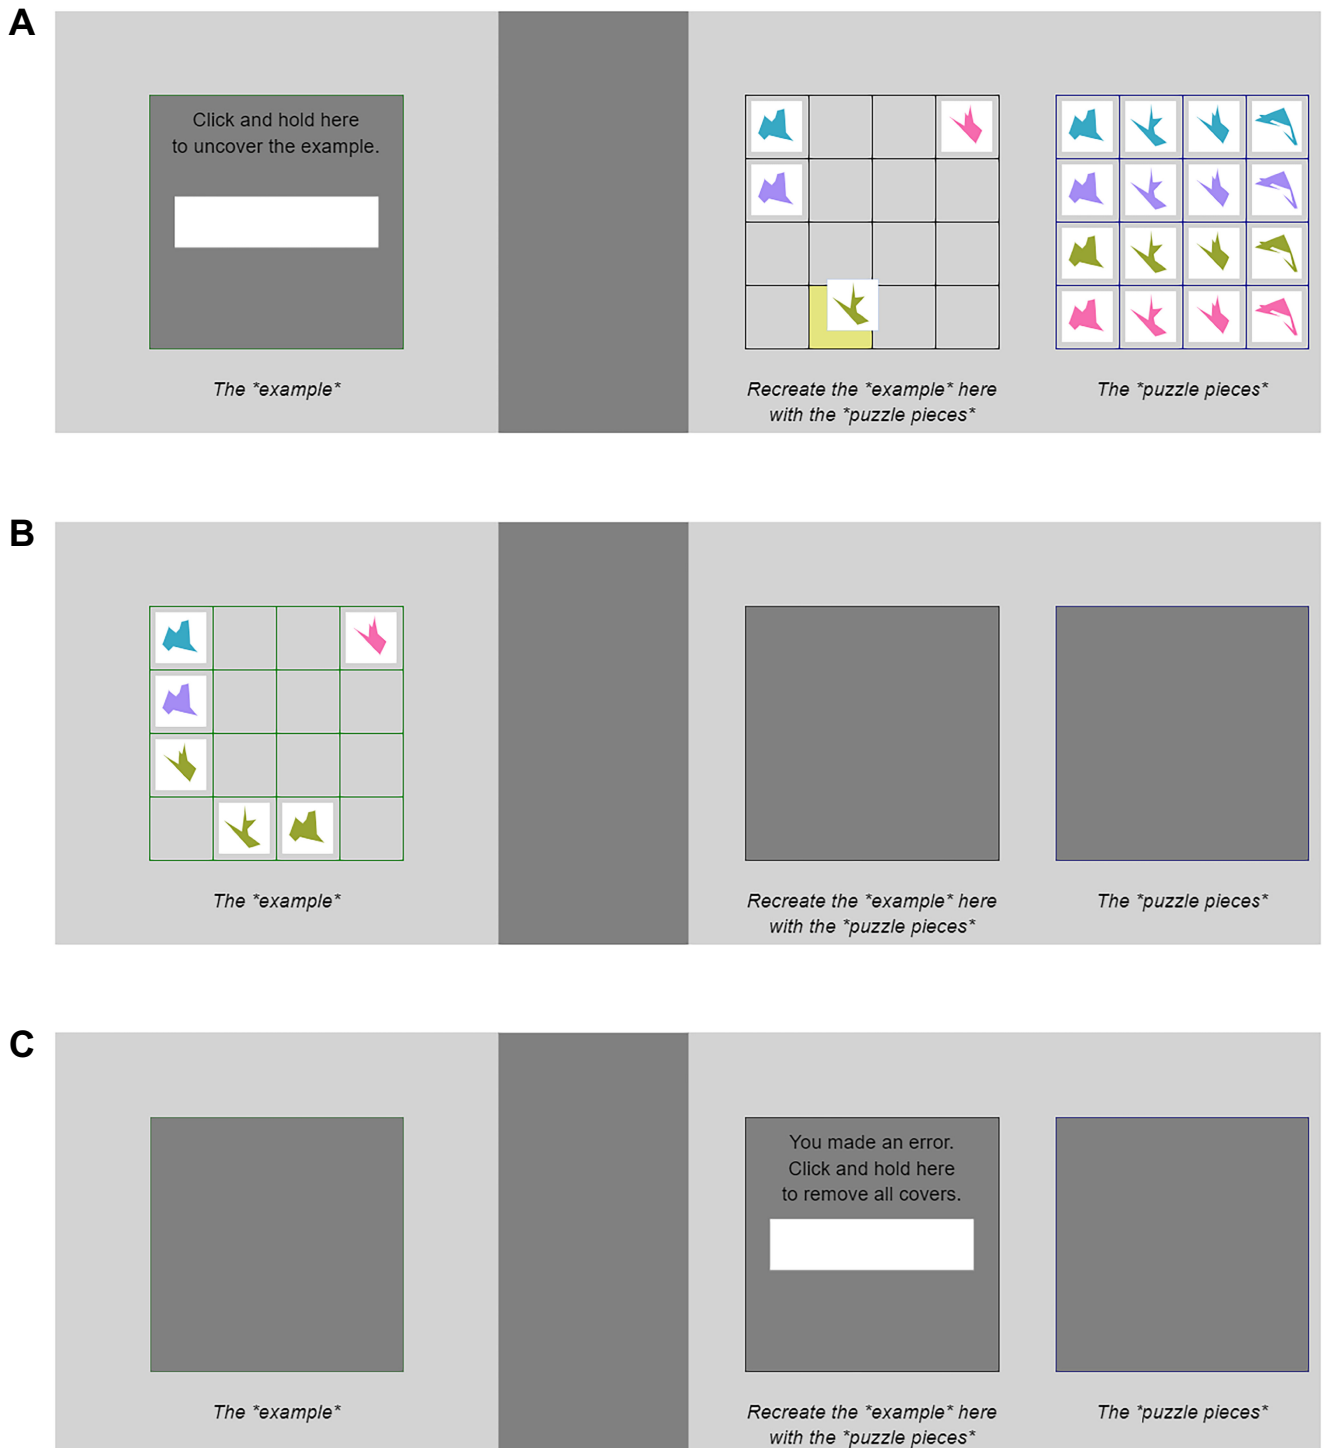 A
Click and hold here
to uncover the example.
The *example*
Recreate the *example* here
with the *puzzle pieces*
The *puzzle pieces*
B
The *example*
Recreate the *example* here
with the *puzzle pieces*
The *puzzle pieces*
C
You made an error.
Click and hold here
to remove all covers.
The *example*
Recreate the *example* here
with the *puzzle pieces*
The *puzzle pieces*